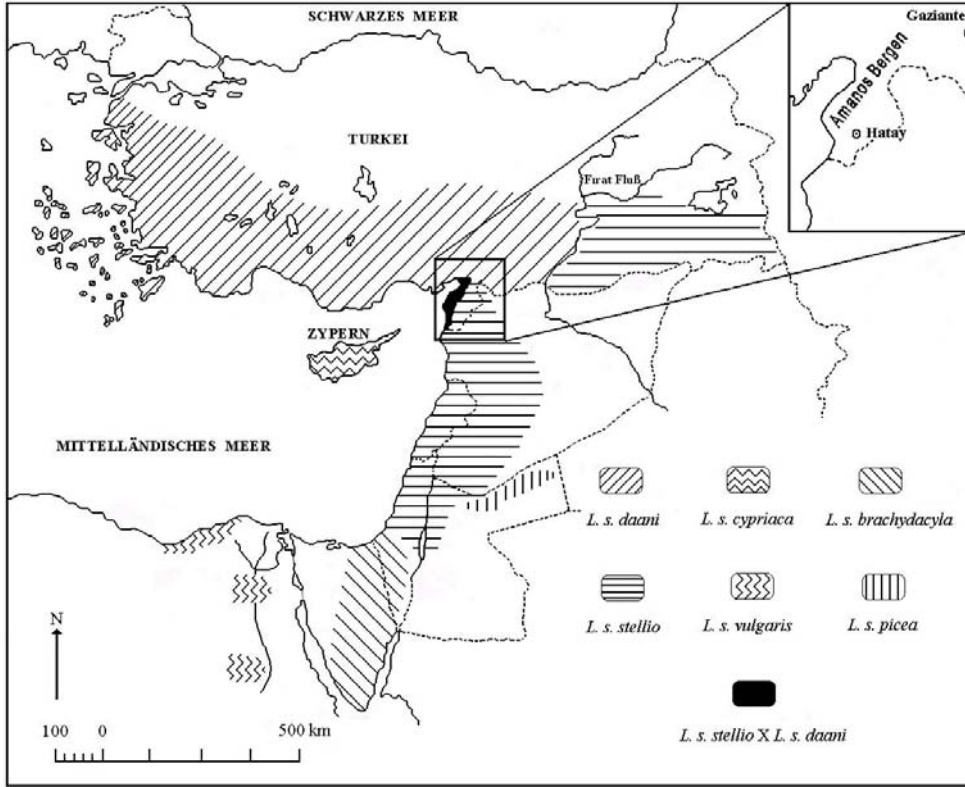 SCHWARZES MEER
Gaziante
Amanos Bergen
Hatay
TURKEI
Fırat Fluß
ZYPERN
MITTELLÄNDISCHES MEER
L. s. daani
L. s. cypriaca
L. s. brachydacyla
L. s. stellio
L. s. vulgaris
L. s. picea
L. s. stellio X L. s. daani
N
100 0 500 km